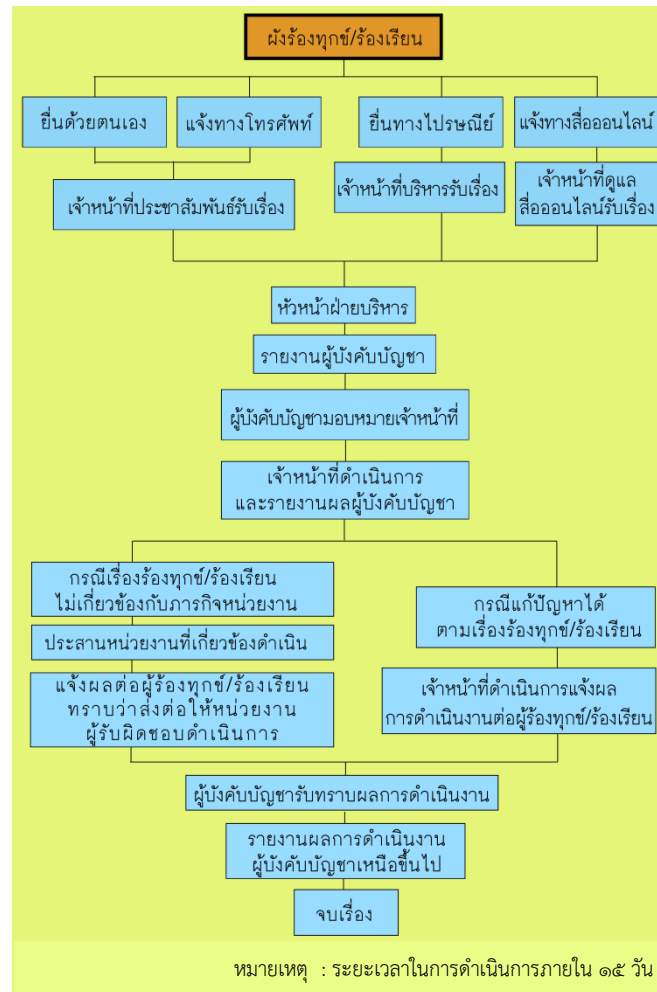 ผังร้องทุกข์/ร้องเรียน
ยื่นด้วยตนเอง
แจ้งทางโทรศัพท์
ยื่นทางไปรษณีย์
แจ้งทางสื่อออนไลน์
เจ้าหน้าที่ประชาสัมพันธ์รับเรื่อง
เจ้าหน้าที่บริหารรับเรื่อง
เจ้าหน้าที่ดูแล
สื่อออนไลน์รับเรื่อง
หัวหน้าฝ่ายบริหาร
รายงานผู้บังคับบัญชา
ผู้บังคับบัญชามอบหมายเจ้าหน้าที่
เจ้าหน้าที่ดำเนินการ
และรายงานผลผู้บังคับบัญชา
กรณีเรื่องร้องทุกข์/ร้องเรียน
ไม่เกี่ยวข้องกับภารกิจหน่วยงาน
ประสานหน่วยงานที่เกี่ยวข้องดำเนิน
แจ้งผลต่อผู้ร้องทุกข์/ร้องเรียน
ทราบว่าส่งต่อให้หน่วยงาน
ผู้รับผิดชอบดำเนินการ
กรณีแก้ปัญหาได้
ตามเรื่องร้องทุกข์/ร้องเรียน
เจ้าหน้าที่ดำเนินการแจ้งผล
การดำเนินงานต่อผู้ร้องทุกข์/ร้องเรียน
ผู้บังคับบัญชารับทราบผลการดำเนินงาน
รายงานผลการดำเนินงาน
ผู้บังคับบัญชาเหนือขึ้นไป
จบเรื่อง
หมายเหตุ : ระยะเวลาในการดำเนินการภายใน ๑๕ วัน